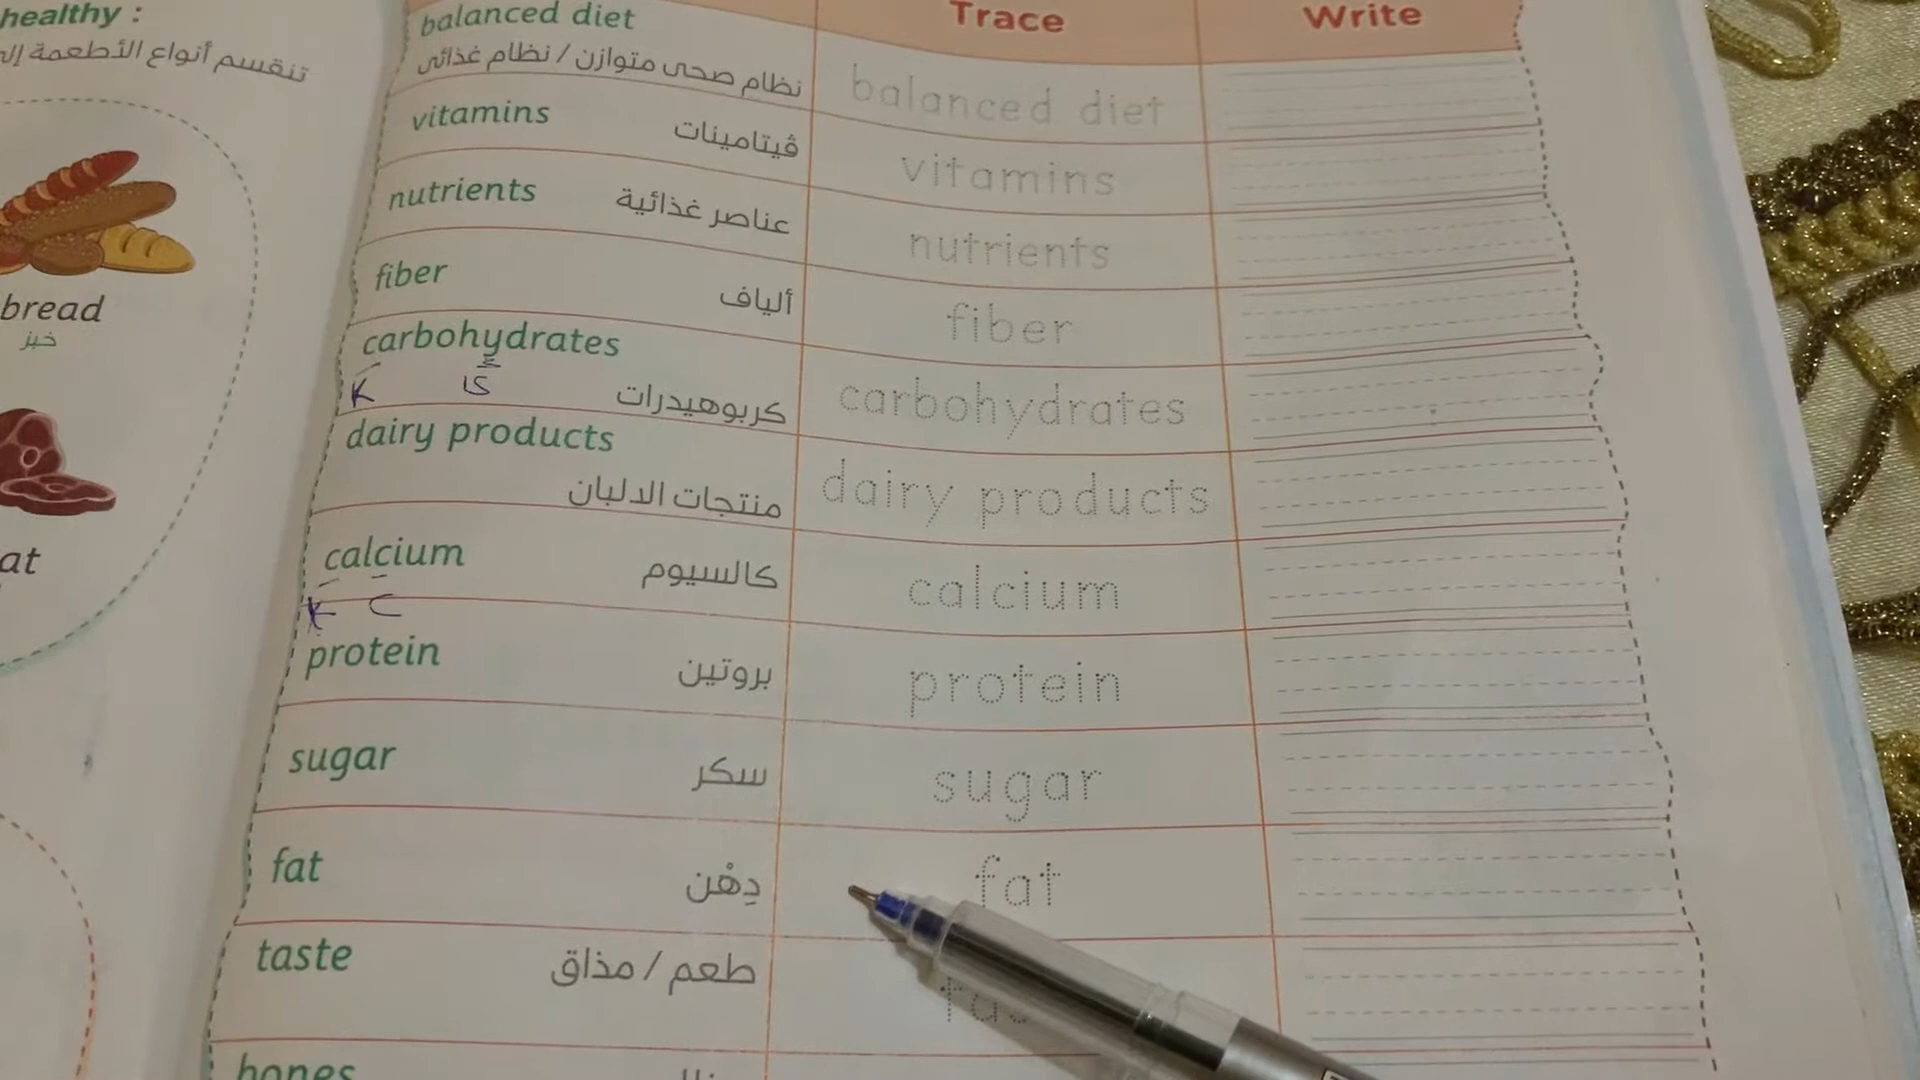 healthy :
تنقسم أنواع الأطعمة إلى
bread
خبز
at
Trace
Write
balanced diet
نظام صحى متوازن / نظام غذائى
balanced diet
vitamins
ڤيتامينات
vitamins
nutrients
عناصر غذائية
nutrients
fiber
ألياف
fiber
carbohydrates
K
كربوهيدرات
carbohydrates
dairy products
منتجات الالبان
dairy products
calcium
K
كالسيوم
calcium
protein
بروتين
protein
sugar
سكر
sugar
fat
دِهْن
fat
taste
طعم / مذاق
bones